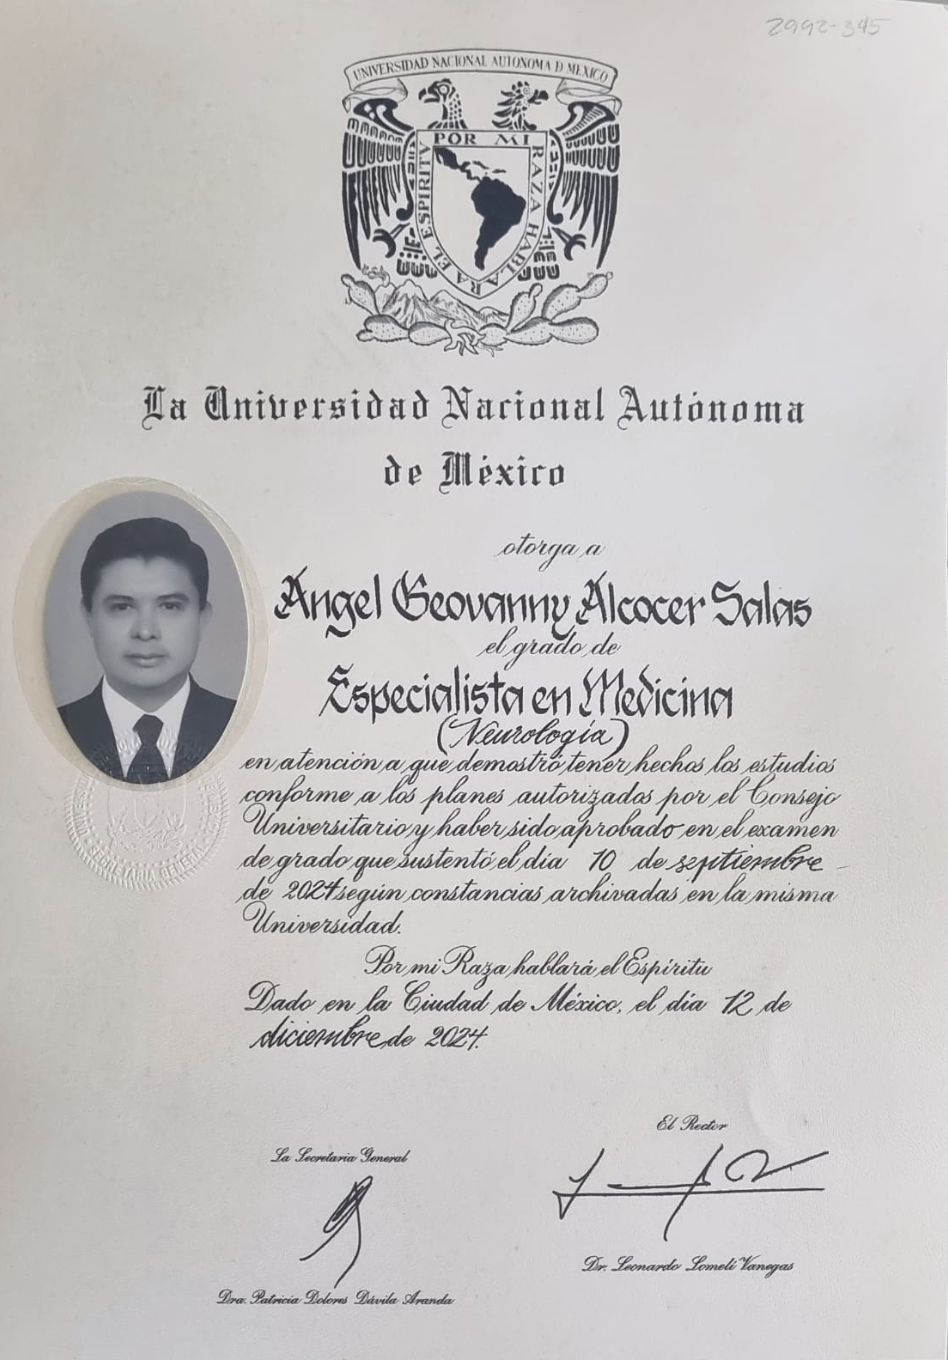 2992-345
UNIVERSIDAD NACIONAL AUTONOMA D MEXICO
POR MI RAZA HABLARA EL ESPIRITV
La Universidad Nacional Autónoma
de México
otorga a
Angel Geovanny Alcocer Salas
el grado de
Especialista en Medicina
(Neurología)
en atención a que demostró tener hechos los estudios
conforme a los planes autorizados por el Consejo
Universitario y haber sido aprobado en el examen
de grado que sustentó el día 10 de septiembre
de 2024 según constancias archivadas en la misma
Universidad.
Por mi Raza hablará el Espíritu
Dado en la Ciudad de México, el día 12 de
diciembre de 2024.
El Rector
La Secretaria General
Dr. Leonardo Lomelí Vanegas
Dra. Patricia Dolores Dávila Aranda
SECRETARIA GENERAL